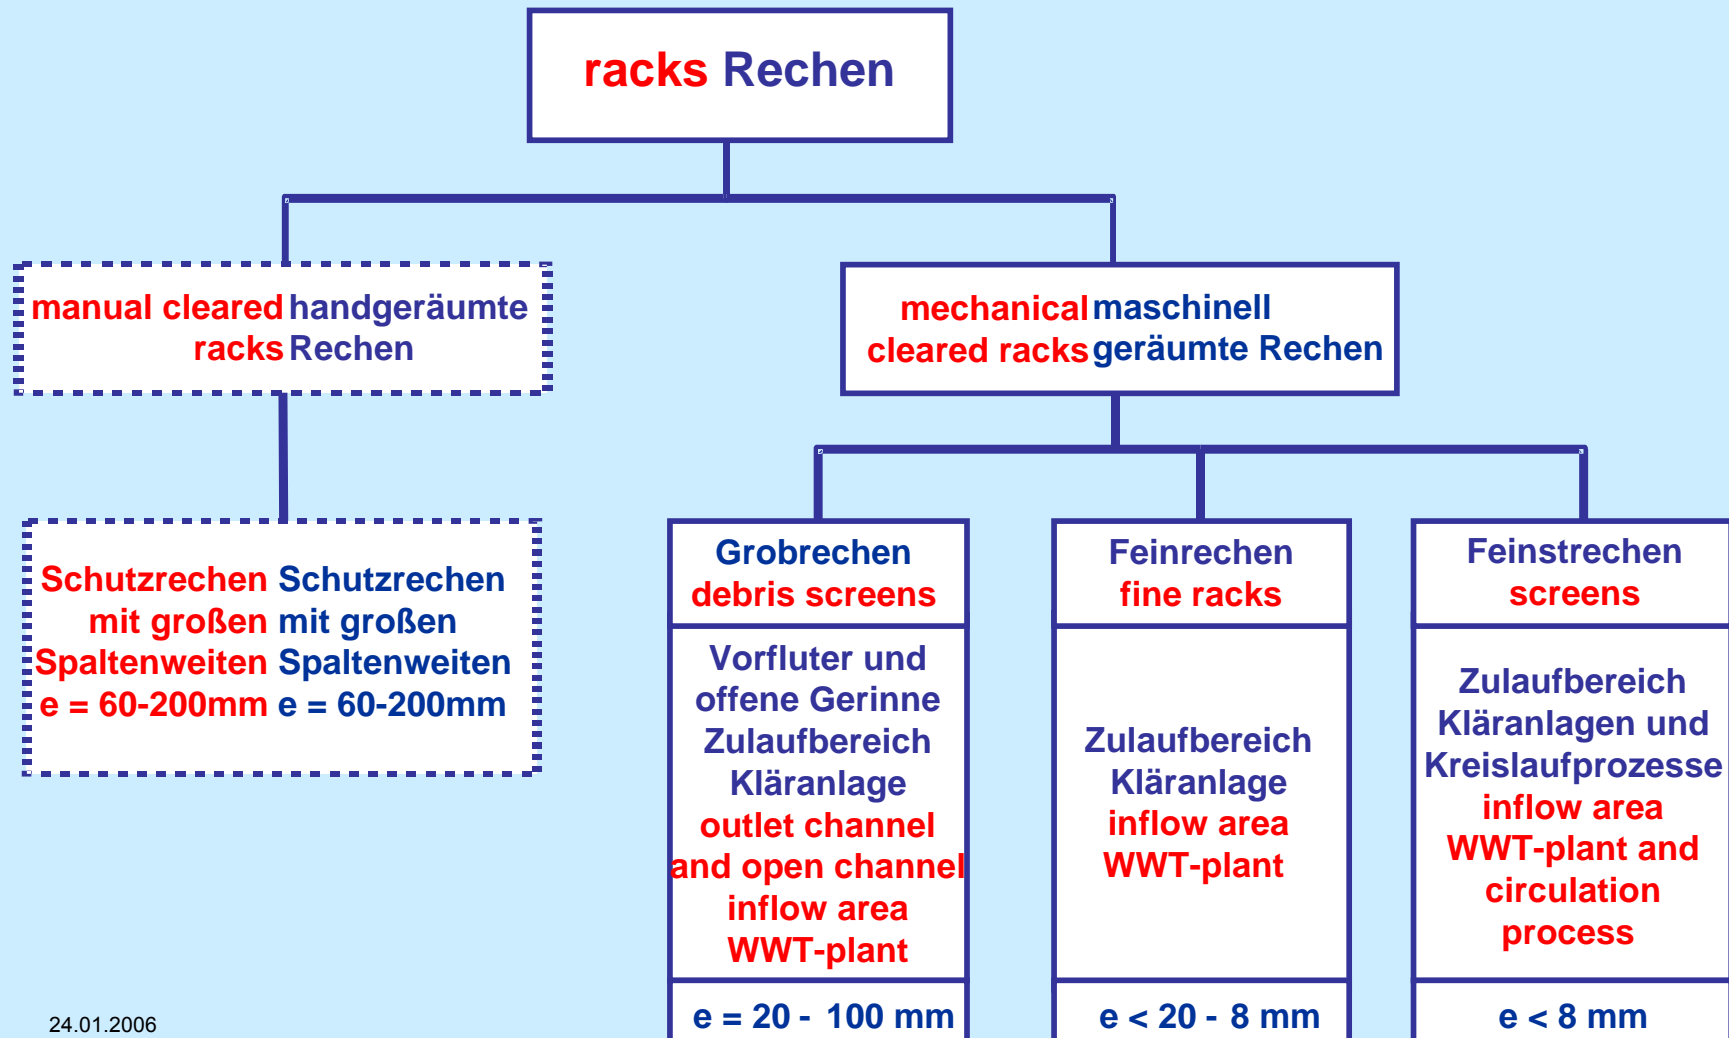 racks Rechen
manual cleared handgeräumte
racks Rechen
mechanical maschinell
cleared racks geräumte Rechen
Schutzrechen Schutzrechen
mit großen mit großen
Spaltenweiten Spaltenweiten
e = 60-200mm e = 60-200mm
Grobrechen
debris screens
Vorfluter und
offene Gerinne
Zulaufbereich
Kläranlage
outlet channel
and open channel
inflow area
WWT-plant
e = 20 - 100 mm
Feinrechen
fine racks
Zulaufbereich
Kläranlage
inflow area
WWT-plant
e < 20 - 8 mm
Feinstrechen
screens
Zulaufbereich
Kläranlagen und
Kreislaufprozesse
inflow area
WWT-plant and
circulation
process
e < 8 mm
24.01.2006